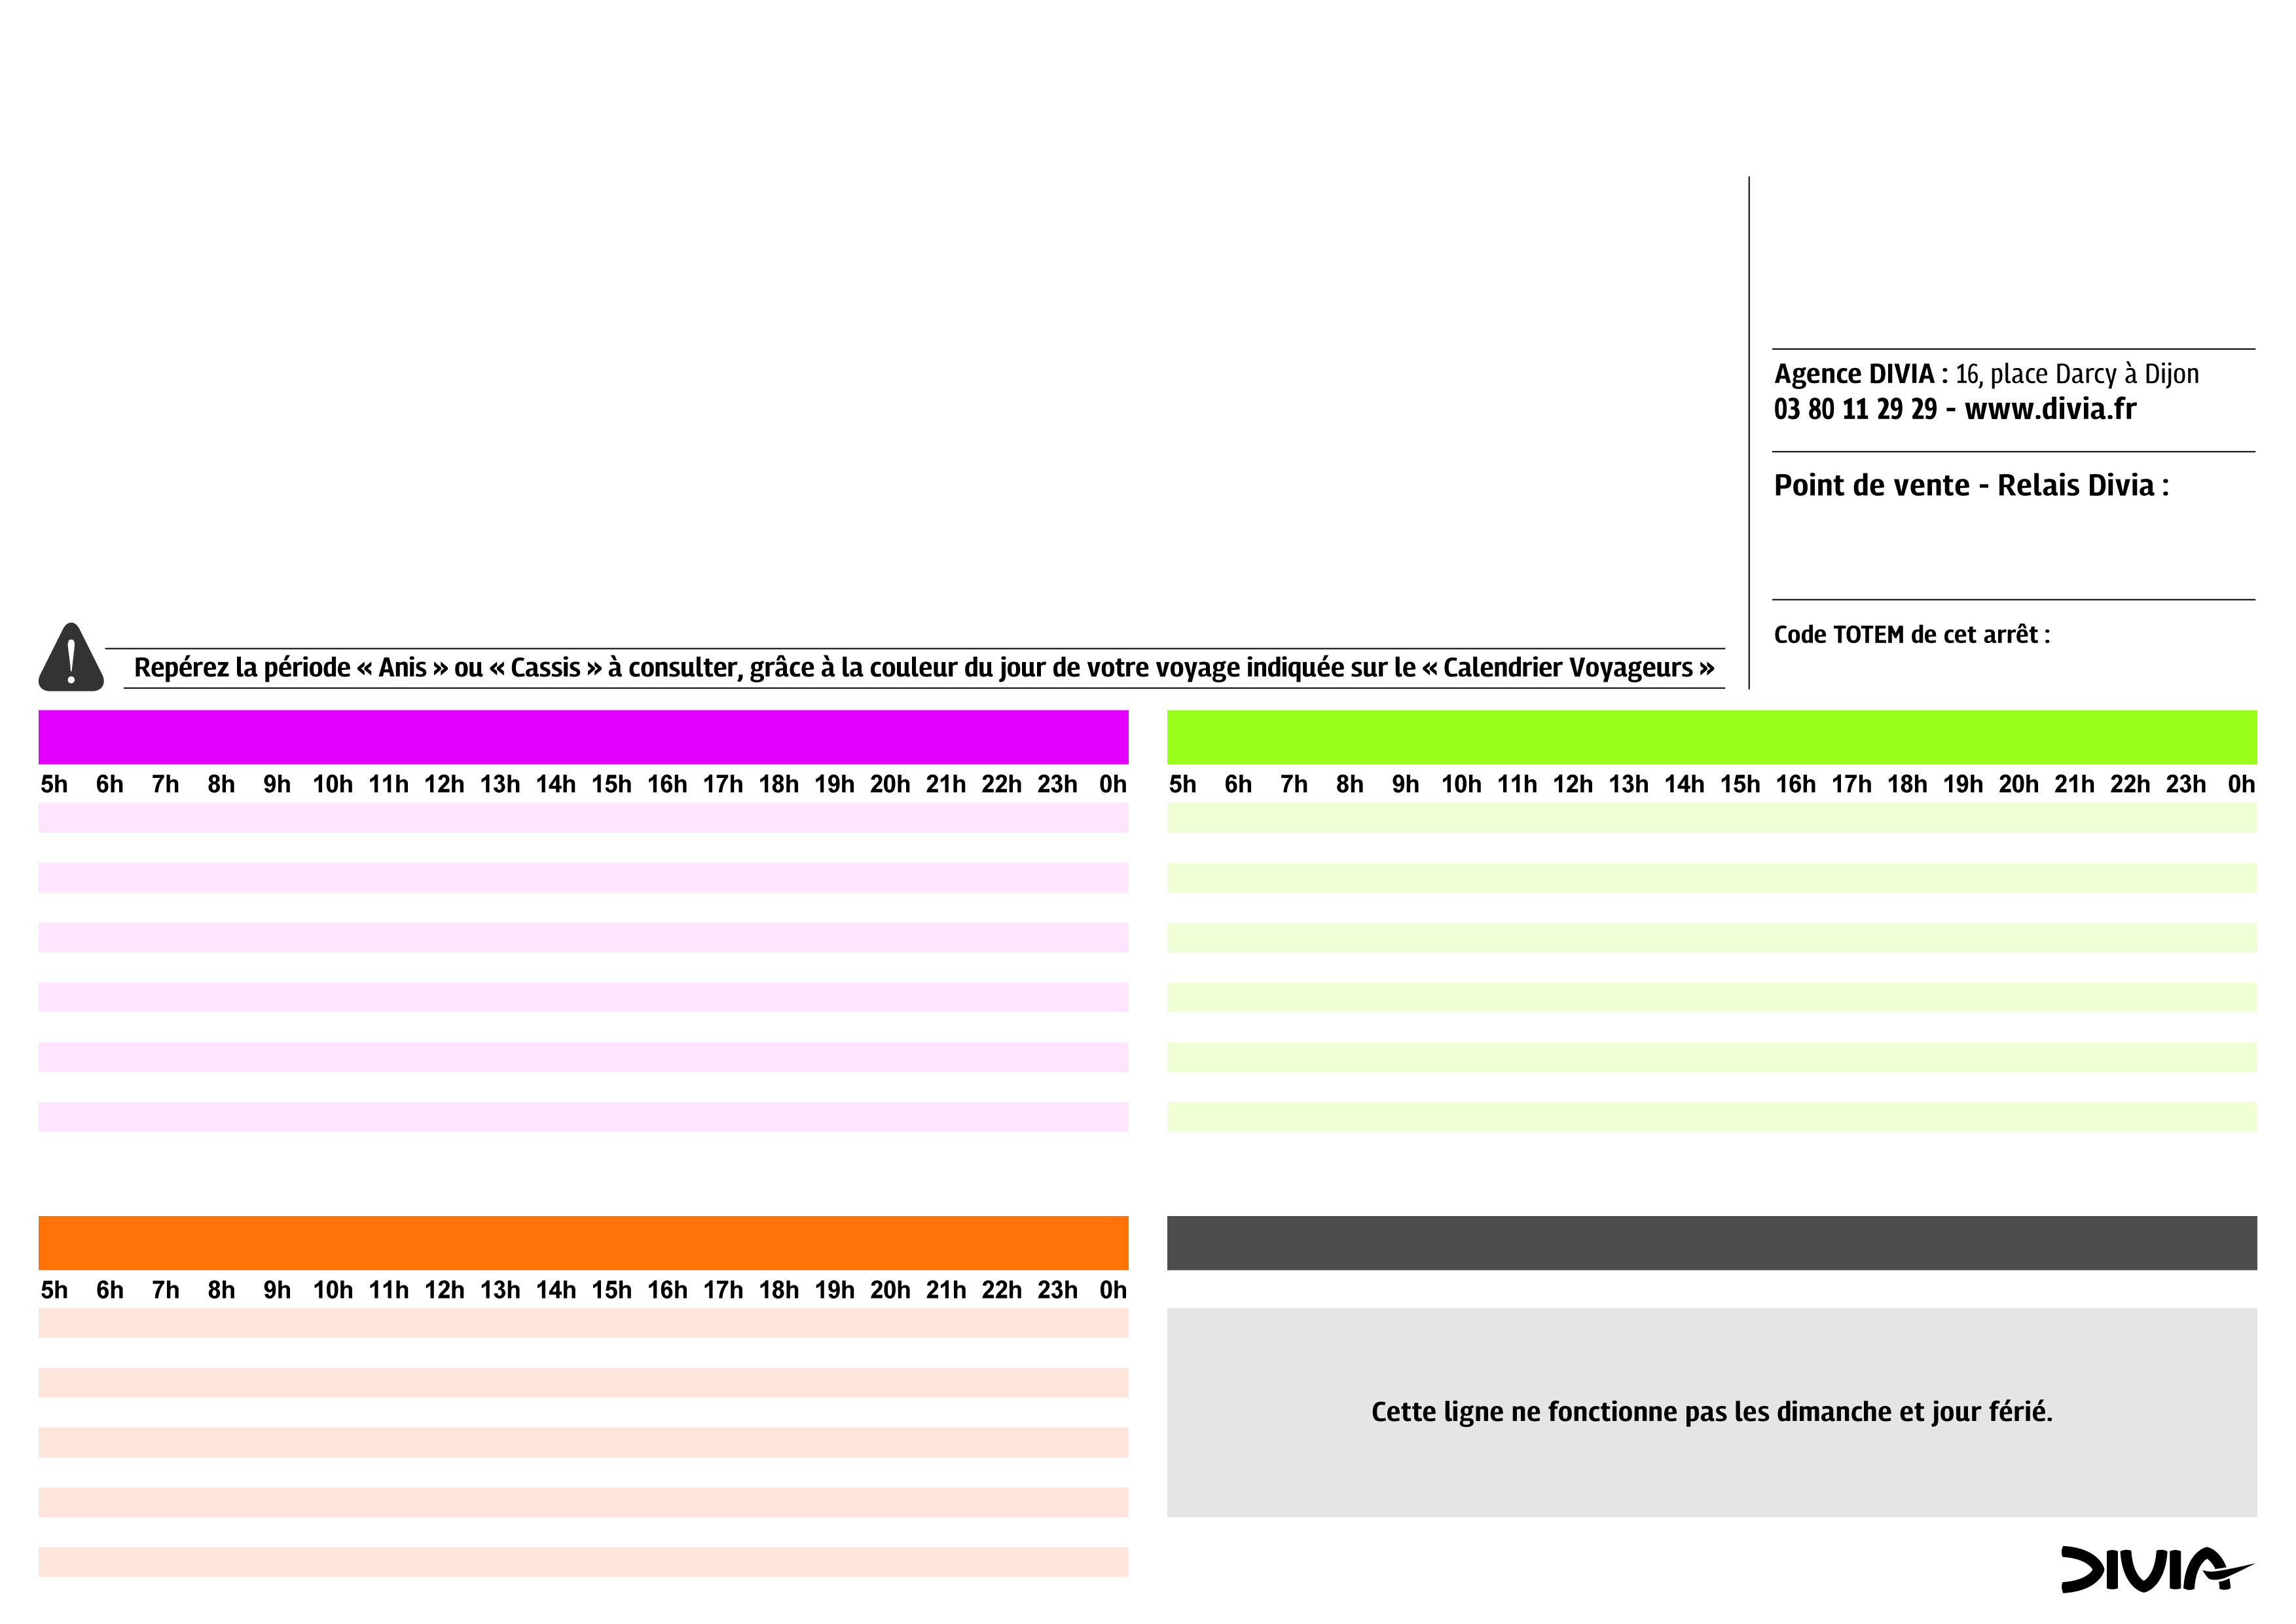 Agence DIVIA : 16, place Darcy à Dijon
03 80 11 29 29 - www.divia.fr
Point de vente - Relais Divia :
Code TOTEM de cet arrêt :
Repérez la période « Anis » ou « Cassis » à consulter, grâce à la couleur du jour de votre voyage indiquée sur le « Calendrier Voyageurs »
5h 6h 7h 8h 9h 10h 11h 12h 13h 14h 15h 16h 17h 18h 19h 20h 21h 22h 23h 0h
5h 6h 7h 8h 9h 10h 11h 12h 13h 14h 15h 16h 17h 18h 19h 20h 21h 22h 23h 0h
5h 6h 7h 8h 9h 10h 11h 12h 13h 14h 15h 16h 17h 18h 19h 20h 21h 22h 23h 0h
Cette ligne ne fonctionne pas les dimanche et jour férié.
DIVIA